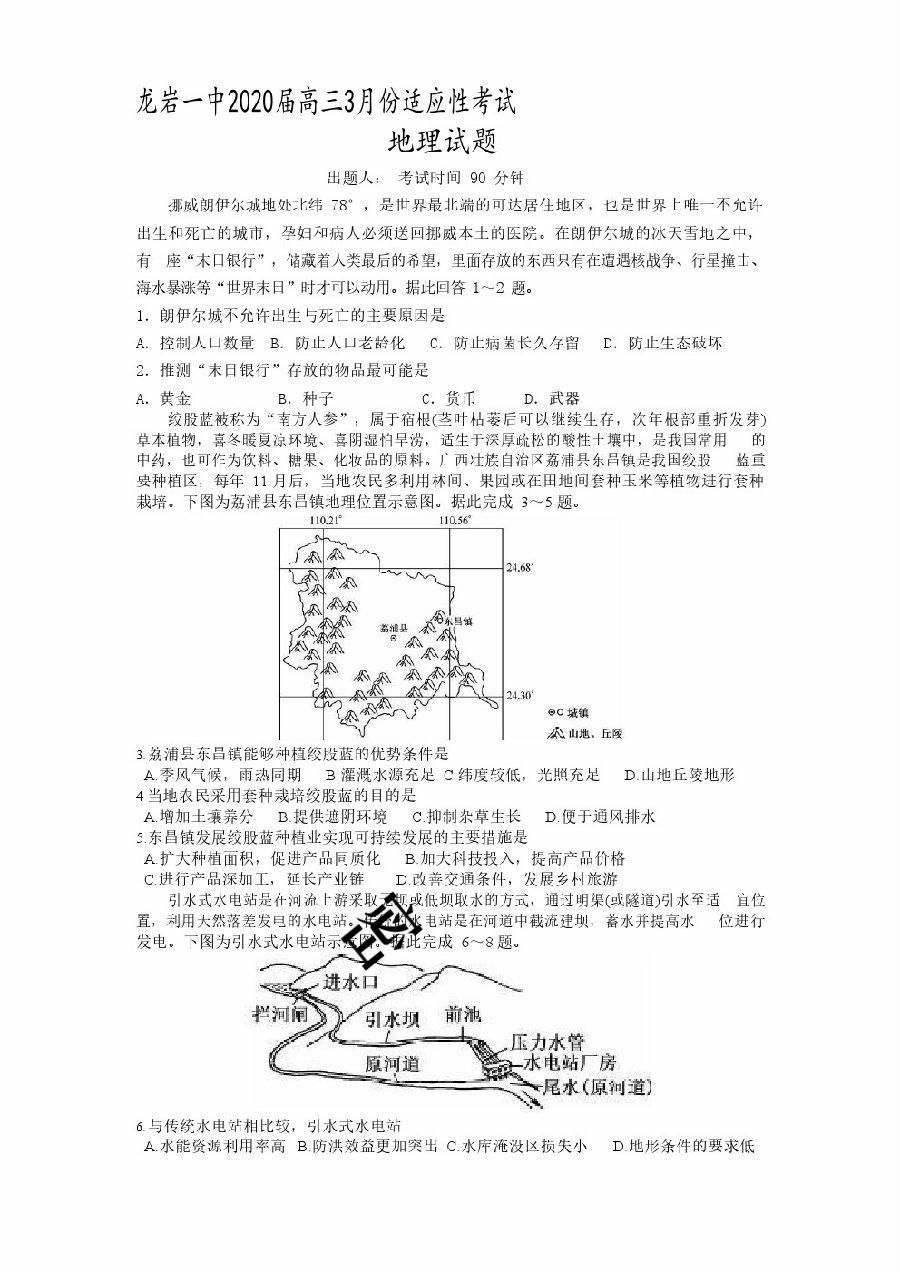 龙岩一中2020届高三3月份适应性考试
地理试题
出题人： 考试时间 90 分钟
挪威朗伊尔城地处北纬 78°，是世界最北端的可达居住地区，也是世界上唯一不允许
出生和死亡的城市，孕妇和病人必须送回挪威本土的医院。在朗伊尔城的冰天雪地之中，
有 座“末日银行”，储藏着人类最后的希望，里面存放的东西只有在遭遇核战争、行星撞击、
海水暴涨等“世界末日”时才可以动用。据此回答 1～2 题。
1．朗伊尔城不允许出生与死亡的主要原因是
A．控制人口数量 B．防止人口老龄化 C．防止病菌长久存留 D．防止生态破坏
2．推测“末日银行”存放的物品最可能是
A．黄金 B．种子 C．货币 D．武器
绞股蓝被称为“南方人参”，属于宿根(茎叶枯萎后可以继续生存，次年根部重新发芽)
草本植物，喜冬暖夏凉环境、喜阴湿怕旱涝，适生于深厚疏松的酸性土壤中，是我国常用 的
中药，也可作为饮料、糖果、化妆品的原料。广西壮族自治区荔浦县东昌镇是我国绞股 蓝重
要种植区，每年 11 月后，当地农民多利用林间、果园或在田地间套种玉米等植物进行套种
栽培。下图为荔浦县东昌镇地理位置示意图。据此完成 3～5 题。
110.21° 110.56°
24.68°
东昌镇
荔浦县
24.30°
城镇
山地、丘陵
3.荔浦县东昌镇能够种植绞股蓝的优势条件是
A.季风气候，雨热同期 B 灌溉水源充足 C 纬度较低，光照充足 D.山地丘陵地形
4 当地农民采用套种栽培绞股蓝的目的是
A.增加土壤养分 B.提供遮阴环境 C.抑制杂草生长 D.便于通风排水
5.东昌镇发展绞股蓝种植业实现可持续发展的主要措施是
A.扩大种植面积，促进产品同质化 B.加大科技投入，提高产品价格
C.进行产品深加工，延长产业链 D.改善交通条件，发展乡村旅游
引水式水电站是在河流上游采取 坝或低坝取水的方式，通过明渠(或隧道)引水至适 宜位
置，利用天然落差发电的水电站。 水电站是在河道中截流建坝，蓄水并提高水 位进行
发电。下图为引水式水电站示意图。据此完成 6～8 题。
密
进水口
拦河闸 引水坝 前池
压力水管
原河道 水电站厂房
尾水(原河道)
6.与传统水电站相比较，引水式水电站
A.水能资源利用率高 B.防洪效益更加突出 C.水库淹没区损失小 D.地形条件的要求低